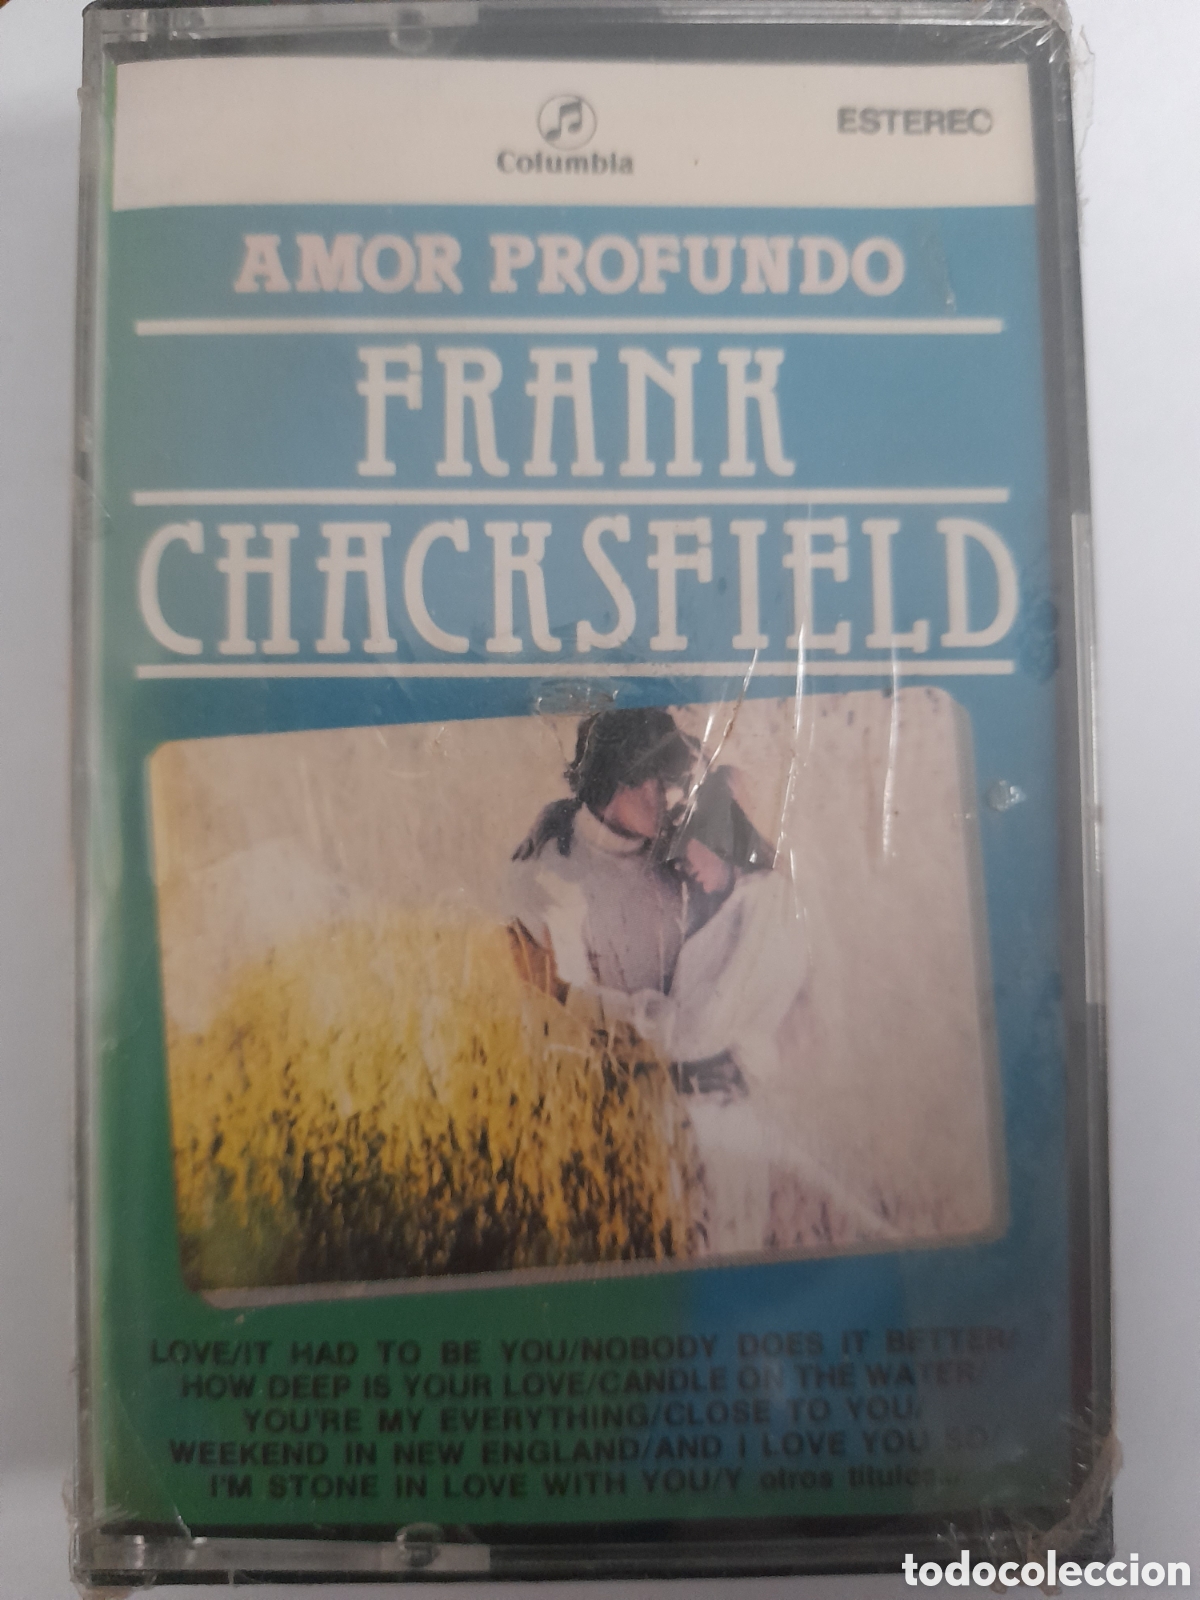 Columbia
ESTEREO
AMOR PROFUNDO
FRANK
CHACKSFIELD
LOVE/IT HAD TO BE YOU/NOBODY DOES IT BETTER/
HOW DEEP IS YOUR LOVE/CANDLE ON THE WATER/
YOU'RE MY EVERYTHING/CLOSE TO YOU/
WEEKEND IN NEW ENGLAND/AND I LOVE YOU SO/
I'M STONE IN LOVE WITH YOU/Y otros titulos...
todocoleccion